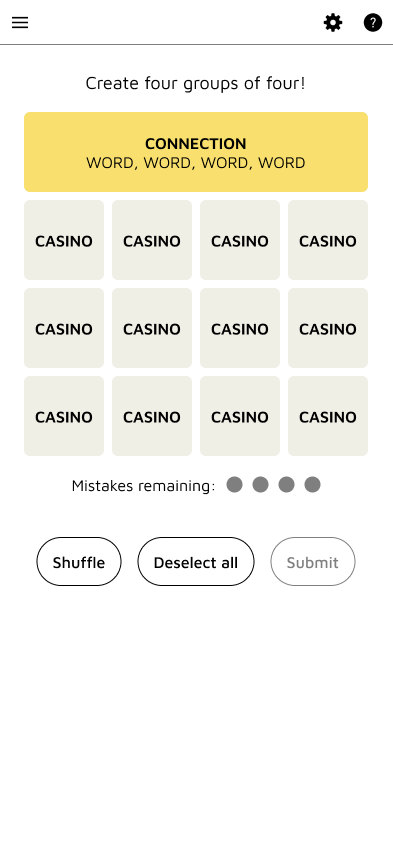 Create four groups of four!
CONNECTION
WORD, WORD, WORD, WORD
CASINO CASINO CASINO CASINO
CASINO CASINO CASINO CASINO
CASINO CASINO CASINO CASINO
Mistakes remaining:
Shuffle Deselect all Submit